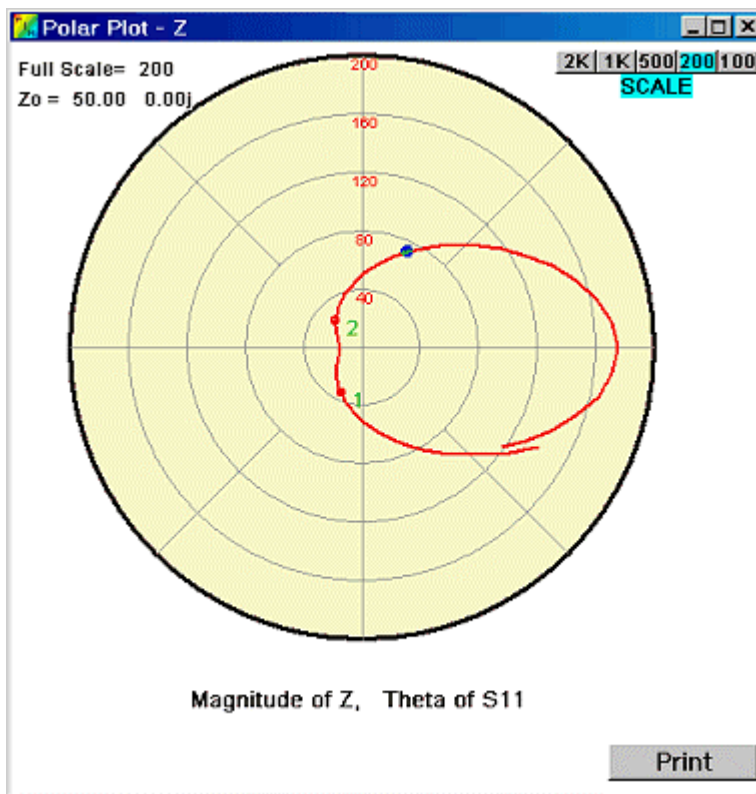 Polar Plot - Z
Full Scale= 200
Zo = 50.00 0.00j
2K 1K 500 200 100
SCALE
200
160
120
80
40
2
1
Magnitude of Z, Theta of S11
Print